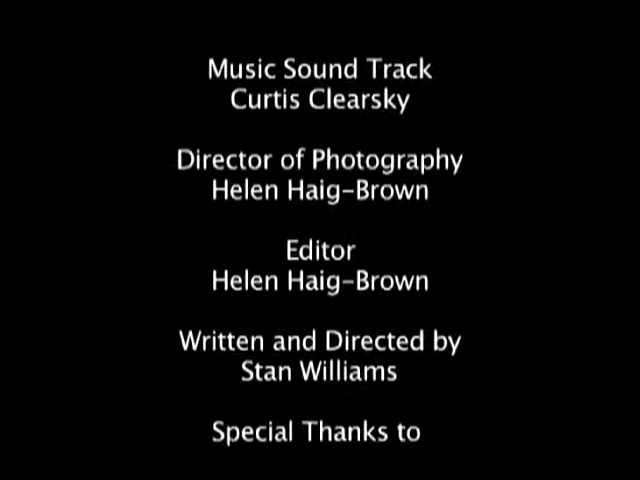 Music Sound Track
Curtis Clearsky
Director of Photography
Helen Haig-Brown
Editor
Helen Haig-Brown
Written and Directed by
Stan Williams
Special Thanks to